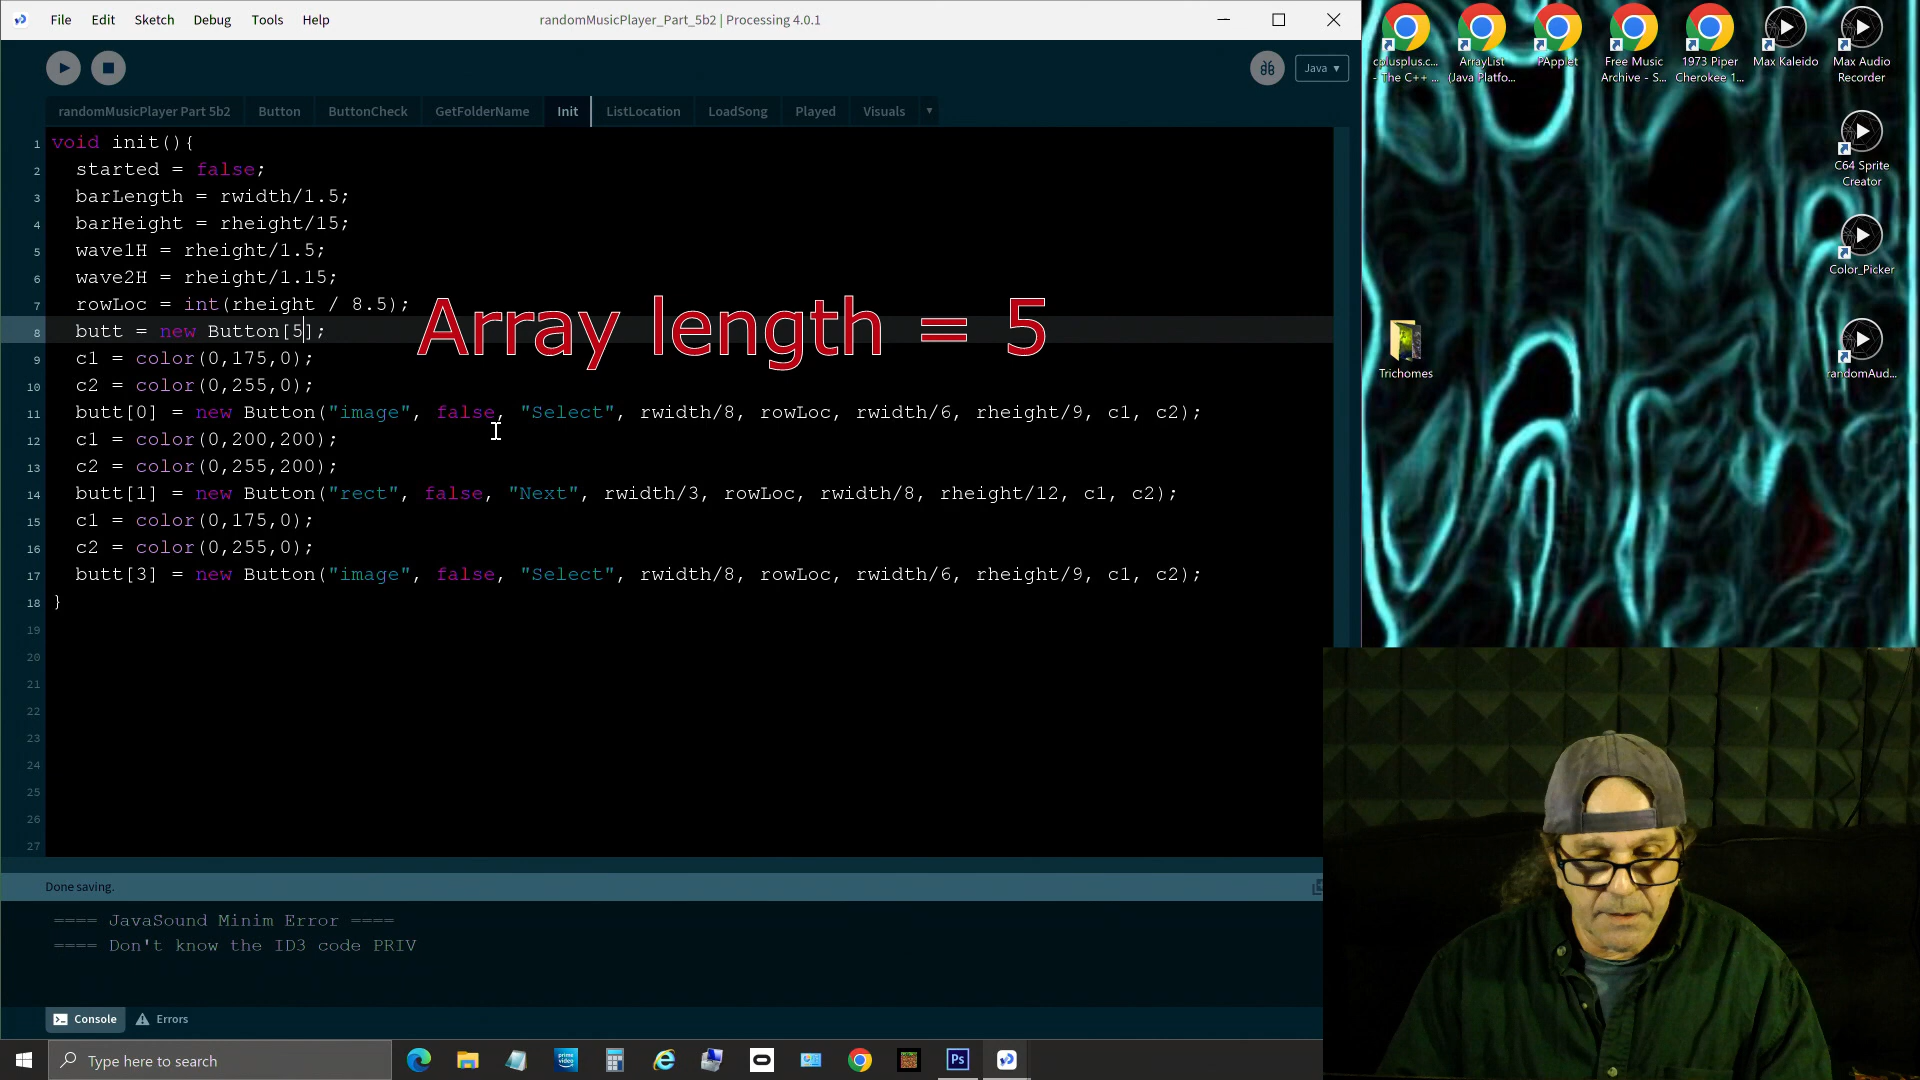 File Edit Sketch Debug Tools Help
randomMusicPlayer_Part_5b2 | Processing 4.0.1
Java ▾
randomMusicPlayer Part 5b2 Button ButtonCheck GetFolderName Init ListLocation LoadSong Played Visuals ▾
1 void init(){
2 started = false;
3 barLength = rwidth/1.5;
4 barHeight = rheight/15;
5 wave1H = rheight/1.5;
6 wave2H = rheight/1.15;
7 rowLoc = int(rheight / 8.5);
8 butt = new Button[5];
Array length = 5
9 c1 = color(0,175,0);
10 c2 = color(0,255,0);
11 butt[0] = new Button("image", false, "Select", rwidth/8, rowLoc, rwidth/6, rheight/9, c1, c2);
12 c1 = color(0,200,200);
13 c2 = color(0,255,200);
14 butt[1] = new Button("rect", false, "Next", rwidth/3, rowLoc, rwidth/8, rheight/12, c1, c2);
15 c1 = color(0,175,0);
16 c2 = color(0,255,0);
17 butt[3] = new Button("image", false, "Select", rwidth/8, rowLoc, rwidth/6, rheight/9, c1, c2);
18 }
19
20
21
22
23
24
25
26
27
Done saving.
==== JavaSound Minim Error ====
==== Don't know the ID3 code PRIV
Console Errors
Type here to search
prime video
Ps
cplusplus.c...
- The C++ ...
ArrayList
(Java Platfo...
PApplet
Free Music
Archive - S...
1973 Piper
Cherokee 1...
Max Kaleido
Max Audio
Recorder
C64 Sprite
Creator
Color_Picker
Trichomes
randomAud...